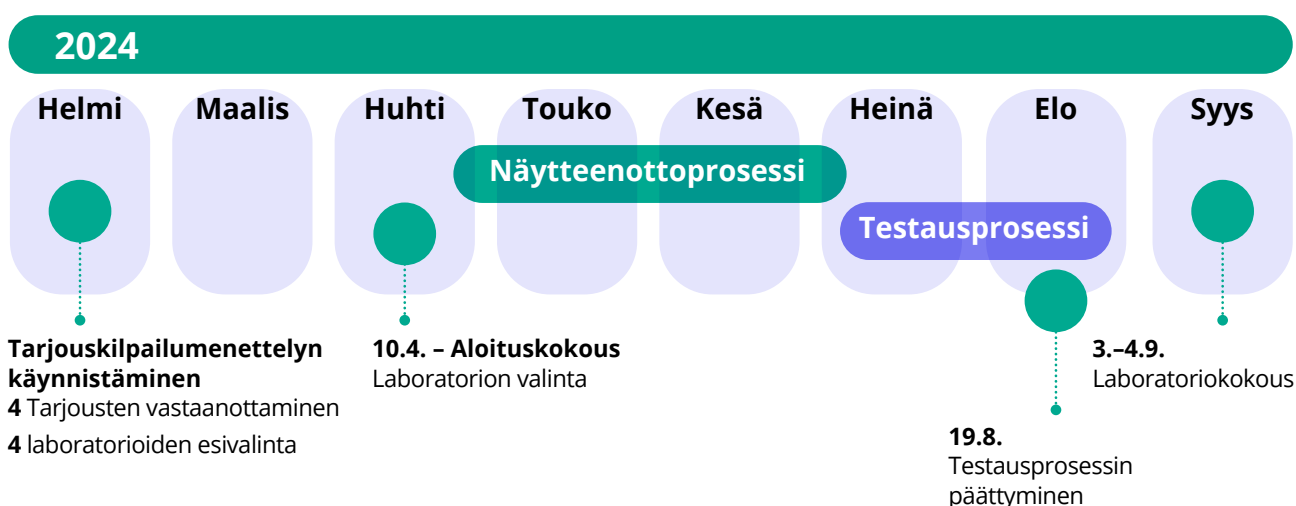 2024
Helmi
Maalis
Huhti
Touko
Kesä
Heinä
Elo
Syys
Näytteenottoprosessi
Testausprosessi
Tarjouskilpailumenettelyn
käynnistäminen
4 Tarjousten vastaanottaminen
4 laboratorioiden esivalinta
10.4. – Aloituskokous
Laboratorion valinta
19.8.
Testausprosessin
päättyminen
3.–4.9.
Laboratoriokokous